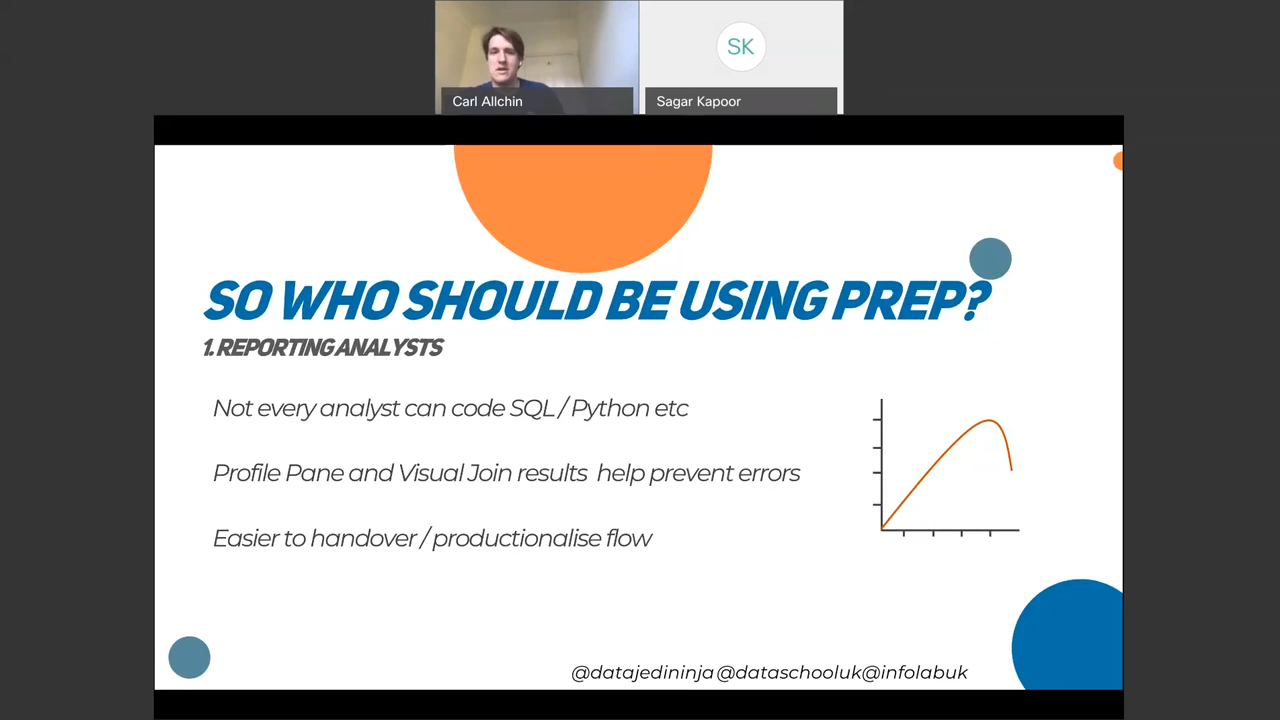 SK
Carl Allchin
Sagar Kapoor
SO WHO SHOULD BE USING PREP?
1. REPORTING ANALYSTS
Not every analyst can code SQL / Python etc
Profile Pane and Visual Join results help prevent errors
Easier to handover / productionalise flow
@datajedininja @dataschooluk@infolabuk